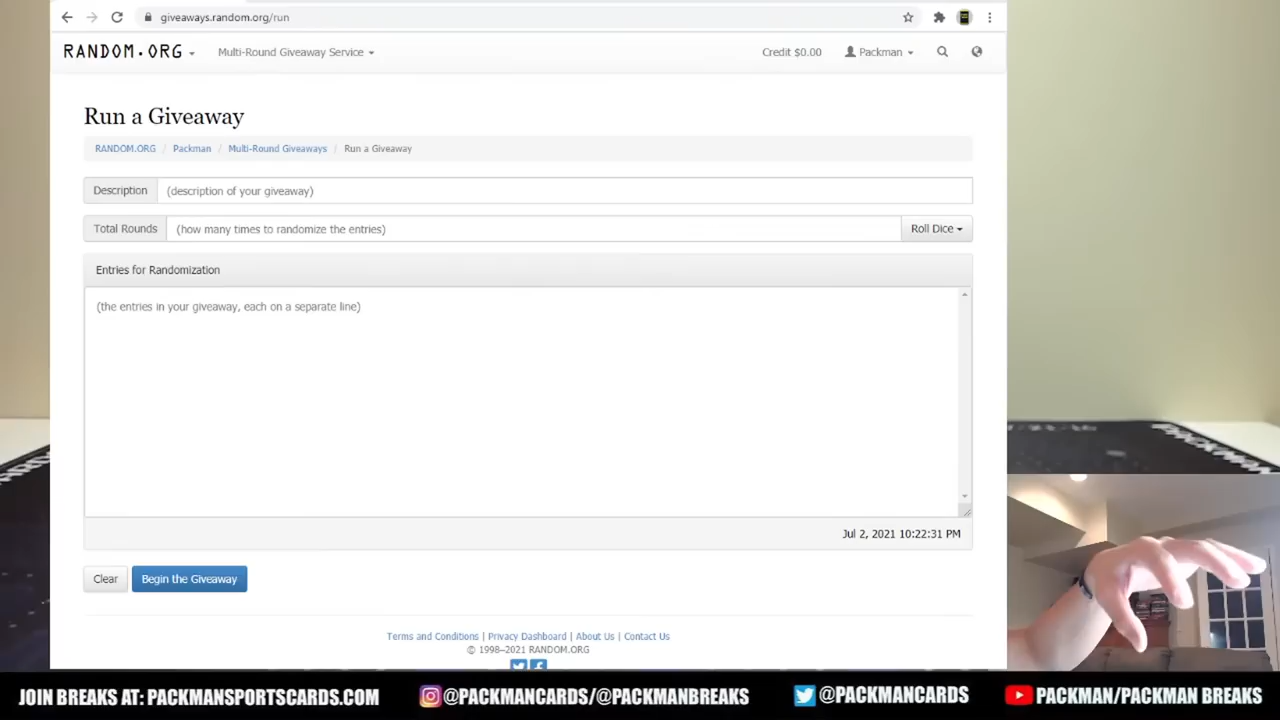 giveaways.random.org/run
RANDOM.ORG
Multi-Round Giveaway Service
Credit $0.00
Packman
Run a Giveaway
RANDOM.ORG / Packman / Multi-Round Giveaways / Run a Giveaway
Description
(description of your giveaway)
Total Rounds
(how many times to randomize the entries)
Roll Dice
Entries for Randomization
(the entries in your giveaway, each on a separate line)
Jul 2, 2021 10:22:31 PM
Clear
Begin the Giveaway
Terms and Conditions | Privacy Dashboard | About Us | Contact Us
© 1998–2021 RANDOM.ORG
JOIN BREAKS AT: PACKMANSPORTSCARDS.COM
@PACKMANCARDS/@PACKMANBREAKS
@PACKMANCARDS
PACKMAN/PACKMAN BREAKS